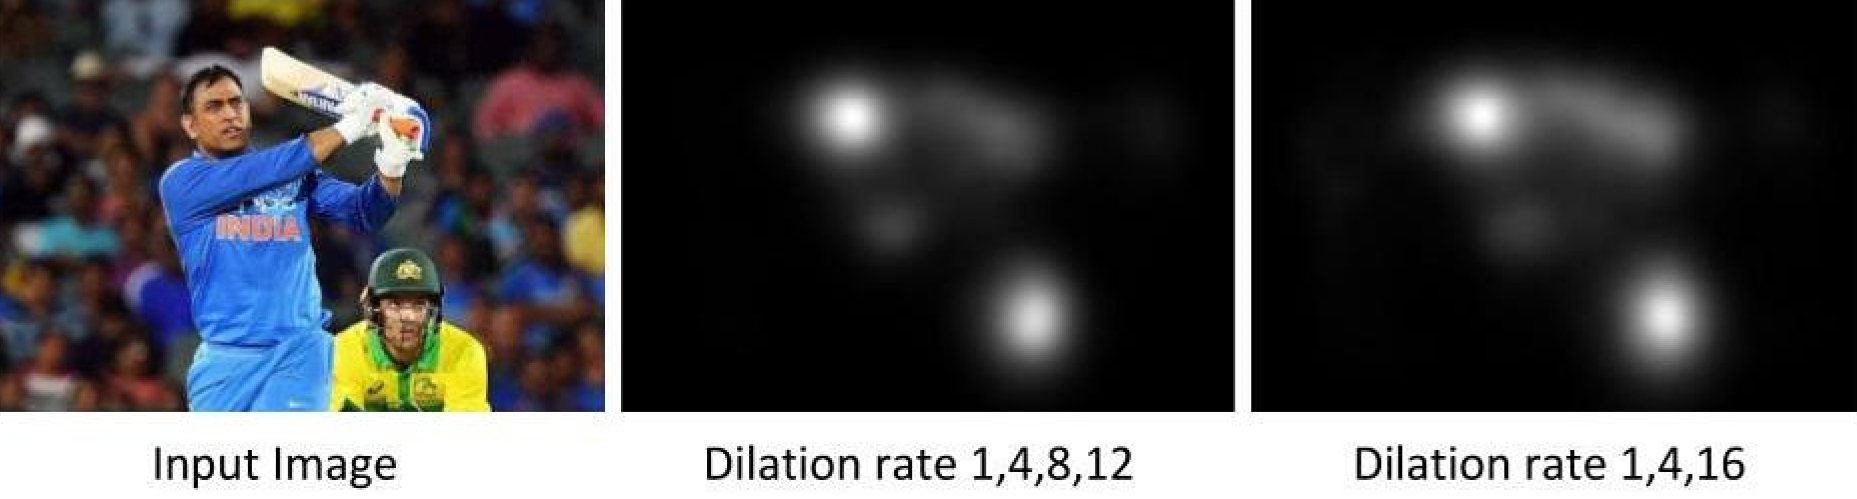 INDIA
Input Image
Dilation rate 1,4,8,12
Dilation rate 1,4,16